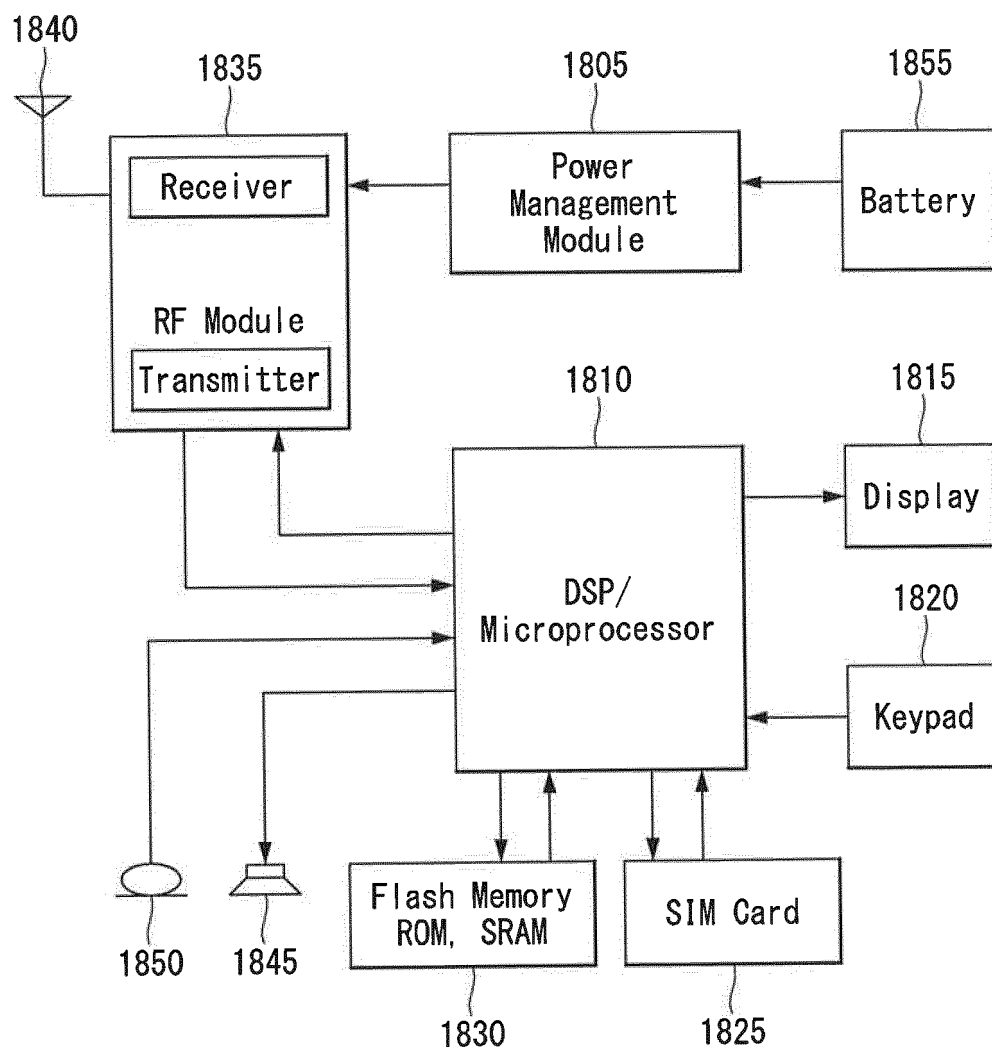 1840
1835
1805
1855
Receiver
Power
Management
Module
Battery
RF Module
Transmitter
1810
1815
Display
DSP/
Microprocessor
1820
Keypad
Flash Memory
ROM, SRAM
SIM Card
1850
1845
1830
1825